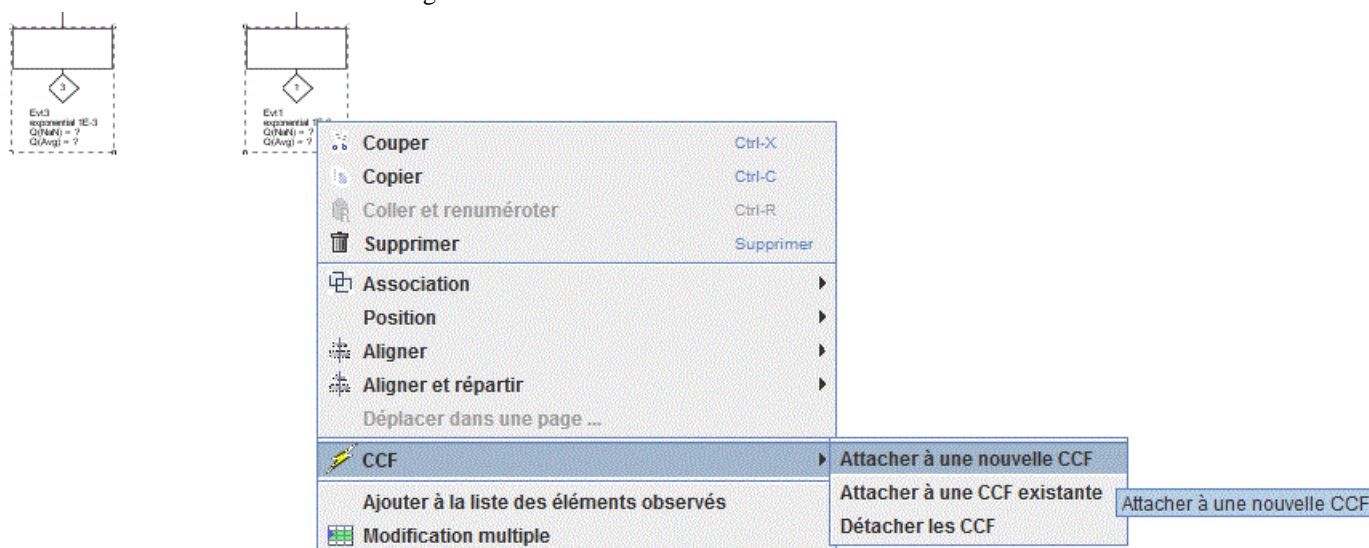 3
Evt3
exponential 1E-3
Q(NaN) = ?
Q(Avg) = ?
1
Evt1
exponential
Q(NaN) = ?
Q(Avg) = ?
Couper Ctrl-X
Copier Ctrl-C
Coller et renuméroter Ctrl-R
Supprimer Supprimer
Association
Position
Aligner
Aligner et répartir
Déplacer dans une page ...
CCF
Attacher à une nouvelle CCF
Attacher à une CCF existante
Attacher à une nouvelle CCF
Détacher les CCF
Ajouter à la liste des éléments observés
Modification multiple